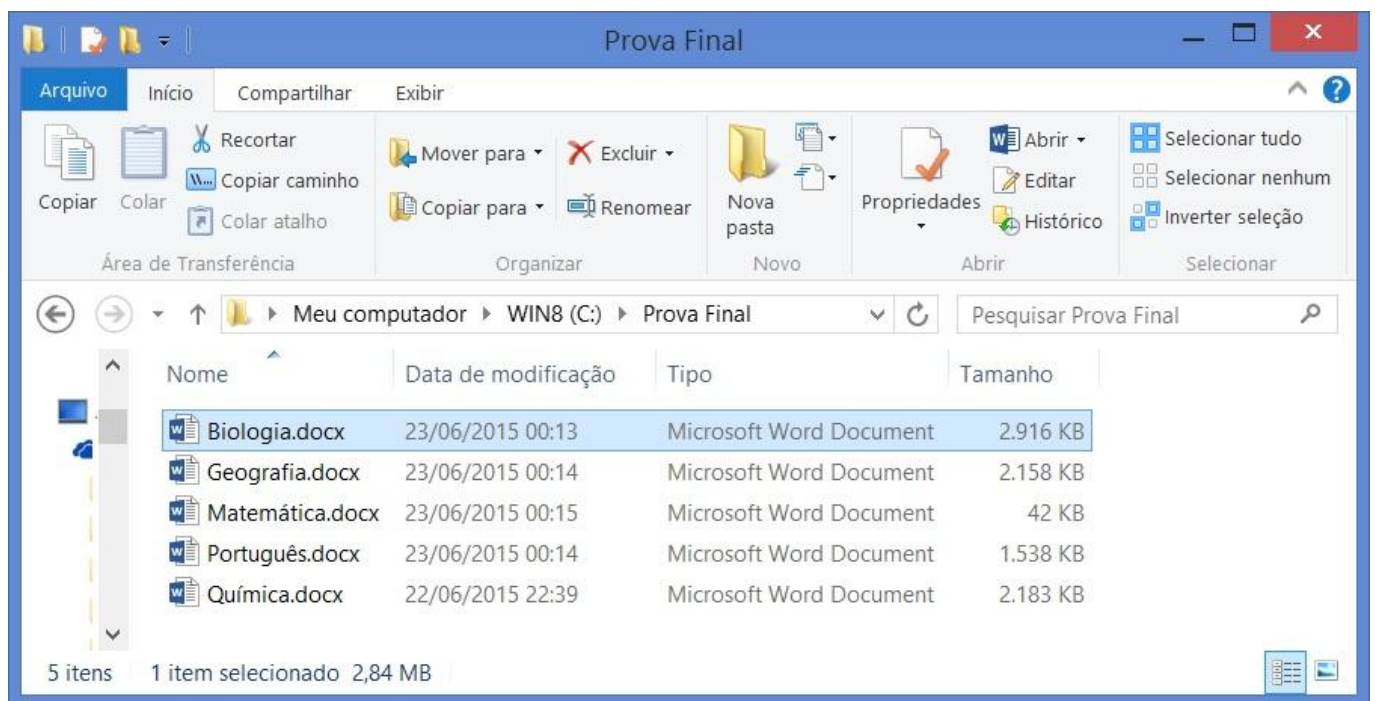 Prova Final
Arquivo Início Compartilhar Exibir
Copiar Colar Recortar Copiar caminho Colar atalho
Mover para Copiar para Excluir Renomear
Nova pasta
Propriedades Abrir Editar Histórico
Selecionar tudo Selecionar nenhum Inverter seleção
Área de Transferência Organizar Novo Abrir Selecionar
Meu computador WIN8 (C:) Prova Final Pesquisar Prova Final
Nome Data de modificação Tipo Tamanho
Biologia.docx 23/06/2015 00:13 Microsoft Word Document 2.916 KB
Geografia.docx 23/06/2015 00:14 Microsoft Word Document 2.158 KB
Matemática.docx 23/06/2015 00:15 Microsoft Word Document 42 KB
Português.docx 23/06/2015 00:14 Microsoft Word Document 1.538 KB
Química.docx 22/06/2015 22:39 Microsoft Word Document 2.183 KB
5 itens 1 item selecionado 2,84 MB